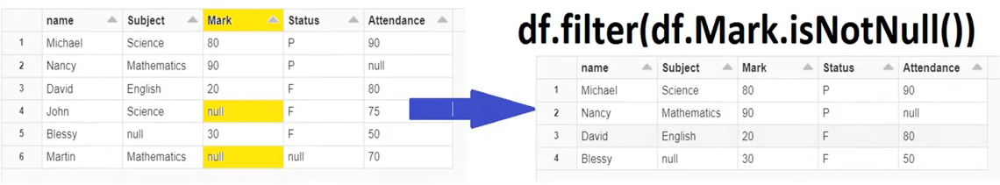 name Subject Mark Status Attendance
1 Michael Science 80 P 90
2 Nancy Mathematics 90 P null
3 David English 20 F 80
4 John Science null F 75
5 Blessy null 30 F 50
6 Martin Mathematics null null 70
df.filter(df.Mark.isNotNull())
name Subject Mark Status Attendance
1 Michael Science 80 P 90
2 Nancy Mathematics 90 P null
3 David English 20 F 80
4 Blessy null 30 F 50